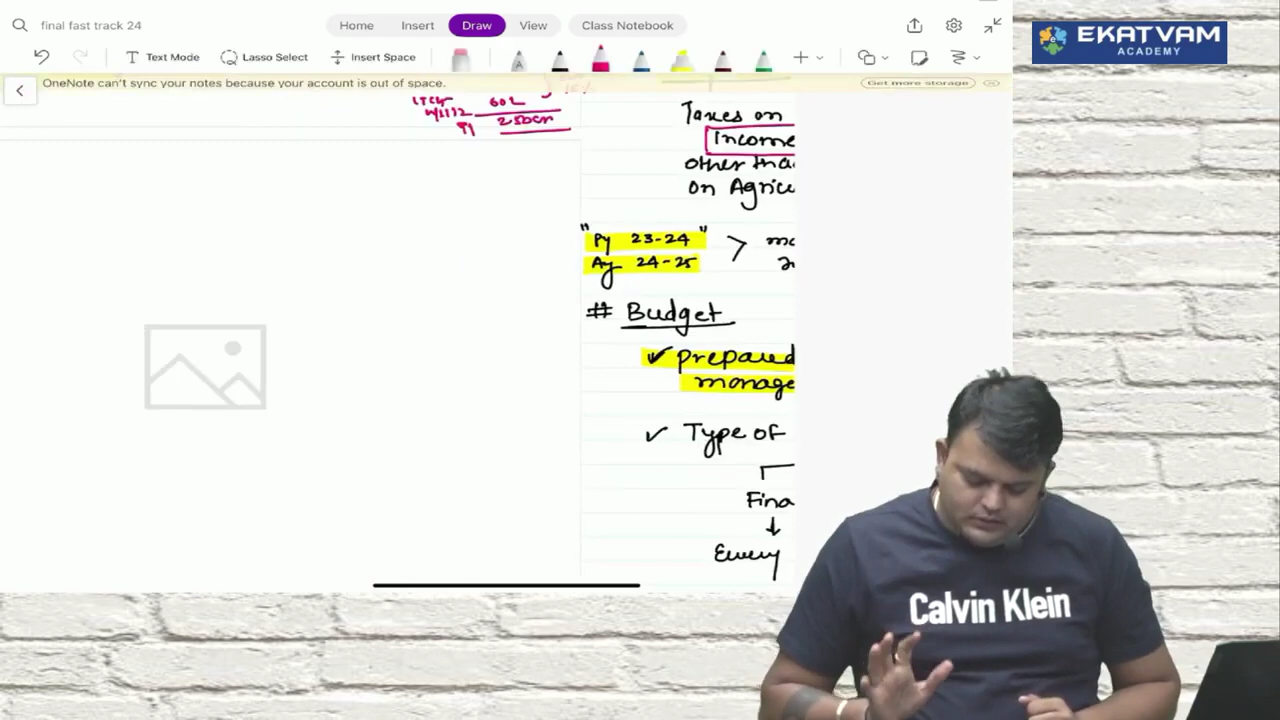 final fast track 24
Home Insert Draw View Class Notebook
EKATVAM
ACADEMY
Text Mode Lasso Select Insert Space
OneNote can't sync your notes because your account is out of space.
Get more storage
60L
Taxes on
Income
other tha
on Agricu
"Py 23-24"
Ay 24-25
# Budget
✓ prepared
manage
✓ Type of
Fina
↓
Every
Calvin Klein